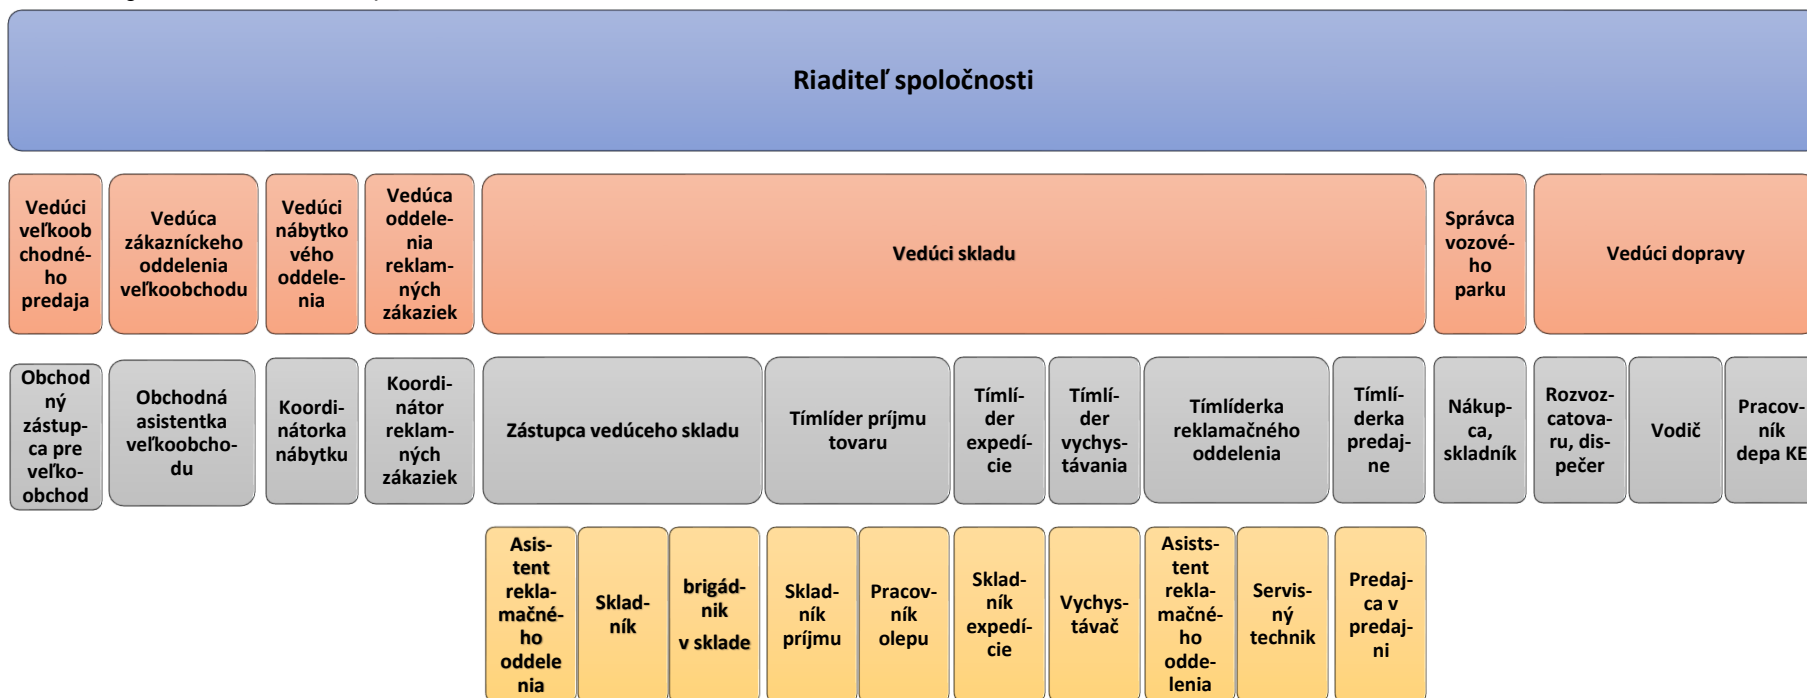 Riaditeľ spoločnosti
Vedúci
veľkoob
chodné-
ho
predaja
Vedúca
zákazníckeho
oddelenia
veľkoobchodu
Vedúci
nábytko
vého
oddele-
nia
Vedúca
oddele-
nia
reklam-
ných
zákaziek
Vedúci skladu
Správca
vozové-
ho
parku
Vedúci dopravy
Obchod
ný
zástup-
ca pre
veľko-
obchod
Obchodná
asistentka
veľkoobcho-
du
Koordi-
nátorka
nábytku
Koordi-
nátor
reklam-
ných
zákaziek
Zástupca vedúceho skladu
Tímlíder príjmu
tovaru
Tímlí-
der
expedí-
cie
Tímlí-
der
vychys-
távania
Tímlíderka
reklamačného
oddelenia
Tímlí-
derka
predaj-
ne
Nákup-
ca,
skladník
Rozvoz-
catova-
ru, dis-
pečer
Vodič
Pracov-
ník
depa KE
Asis-
tent
rekla-
mačné-
ho
oddele
nia
Sklad-
ník
brigád-
nik
v sklade
Sklad-
ník
príjmu
Pracov-
ník
olepu
Sklad-
ník
expedí-
cie
Vychys-
távač
Asists-
tent
rekla-
mačné-
ho
odde-
lenia
Servis-
ný
technik
Predaj-
ca v
predaj-
ni